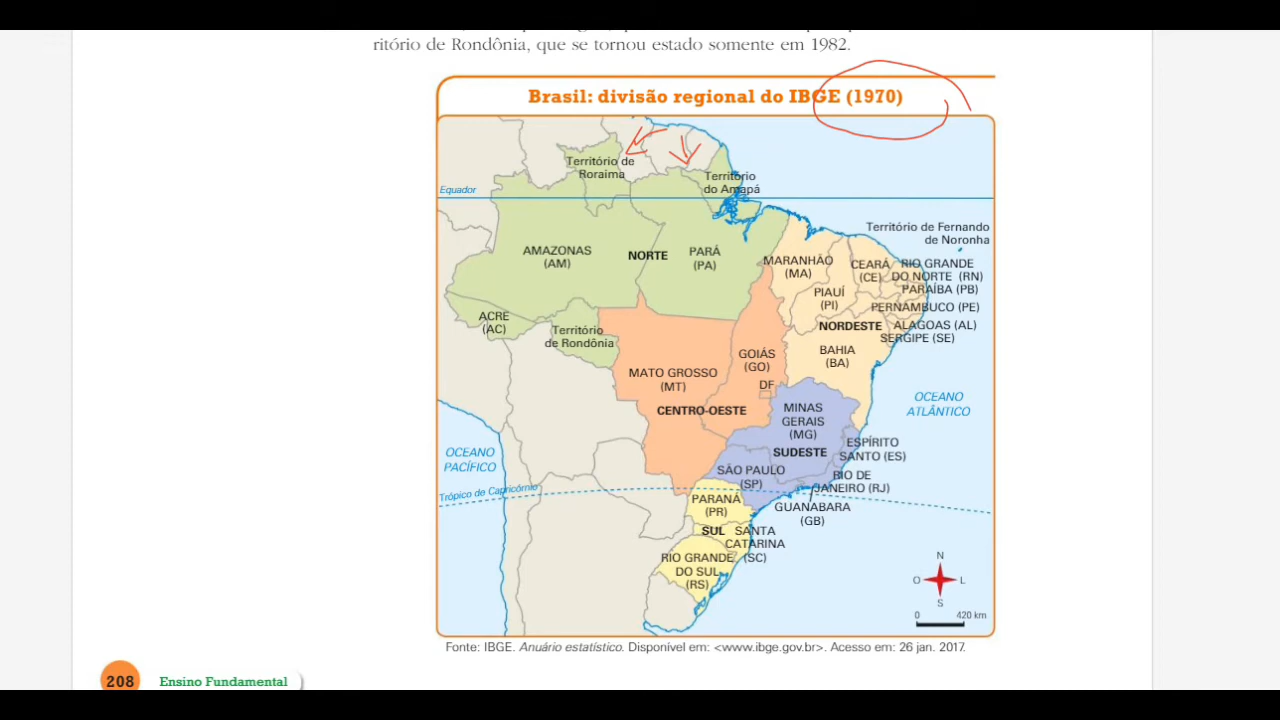 ritório de Rondônia, que se tornou estado somente em 1982.
Brasil: divisão regional do IBGE (1970)
Território de
Roraima
Território
do Amapá
Equador
Território de Fernando
de Noronha
AMAZONAS
(AM)
NORTE
PARÁ
(PA)
MARANHÃO
(MA)
CEARÁ
(CE)
RIO GRANDE
DO NORTE (RN)
PARAÍBA (PB)
PIAUÍ
(PI)
PERNAMBUCO (PE)
ACRE
(AC)
Território
de Rondônia
NORDESTE
ALAGOAS (AL)
SERGIPE (SE)
BAHIA
(BA)
GOIÁS
(GO)
MATO GROSSO
(MT)
DF
CENTRO-OESTE
MINAS
GERAIS
(MG)
OCEANO
ATLÂNTICO
ESPÍRITO
SANTO (ES)
SUDESTE
OCEANO
PACÍFICO
SÃO PAULO
(SP)
RIO DE
JANEIRO (RJ)
Trópico de Capricórnio
PARANÁ
(PR)
GUANABARA
(GB)
SUL
SANTA
CATARINA
(SC)
RIO GRANDE
DO SUL
(RS)
N
O
L
S
0 420 km
Fonte: IBGE. Anuário estatístico. Disponível em: <www.ibge.gov.br>. Acesso em: 26 jan. 2017.
208 Ensino Fundamental